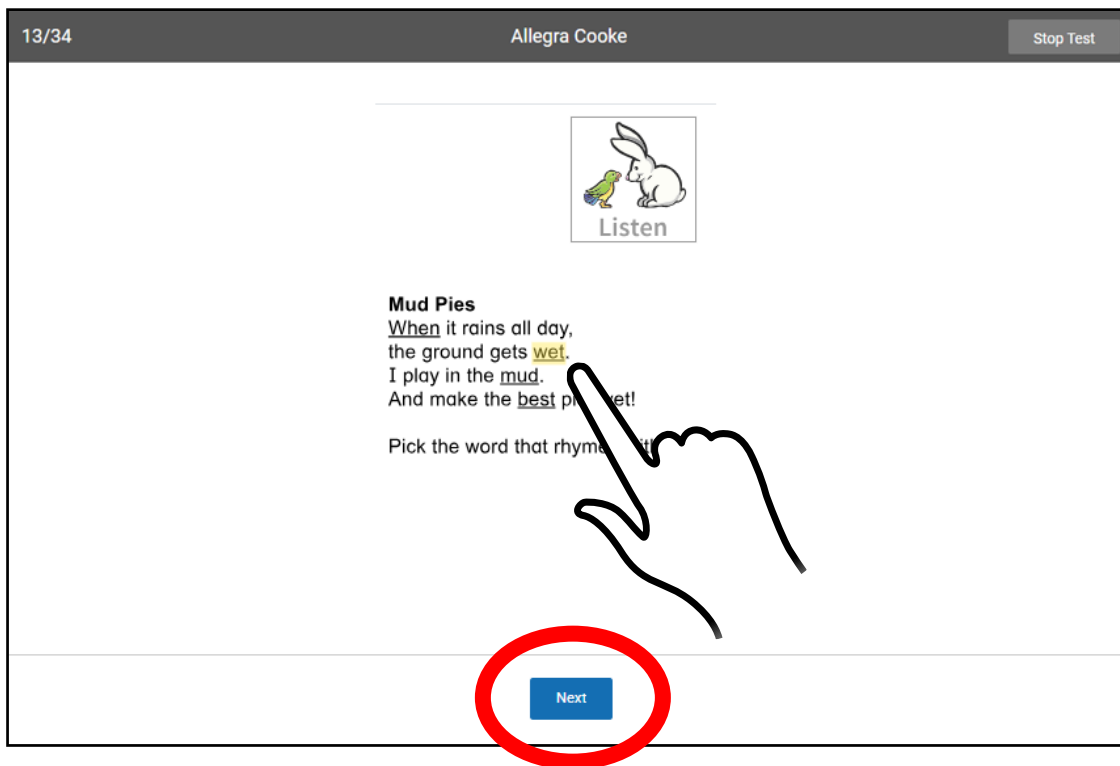 13/34 Allegra Cooke Stop Test
Listen
Mud Pies
When it rains all day,
the ground gets wet.
I play in the mud.
And make the best yet!
Pick the word that
Next